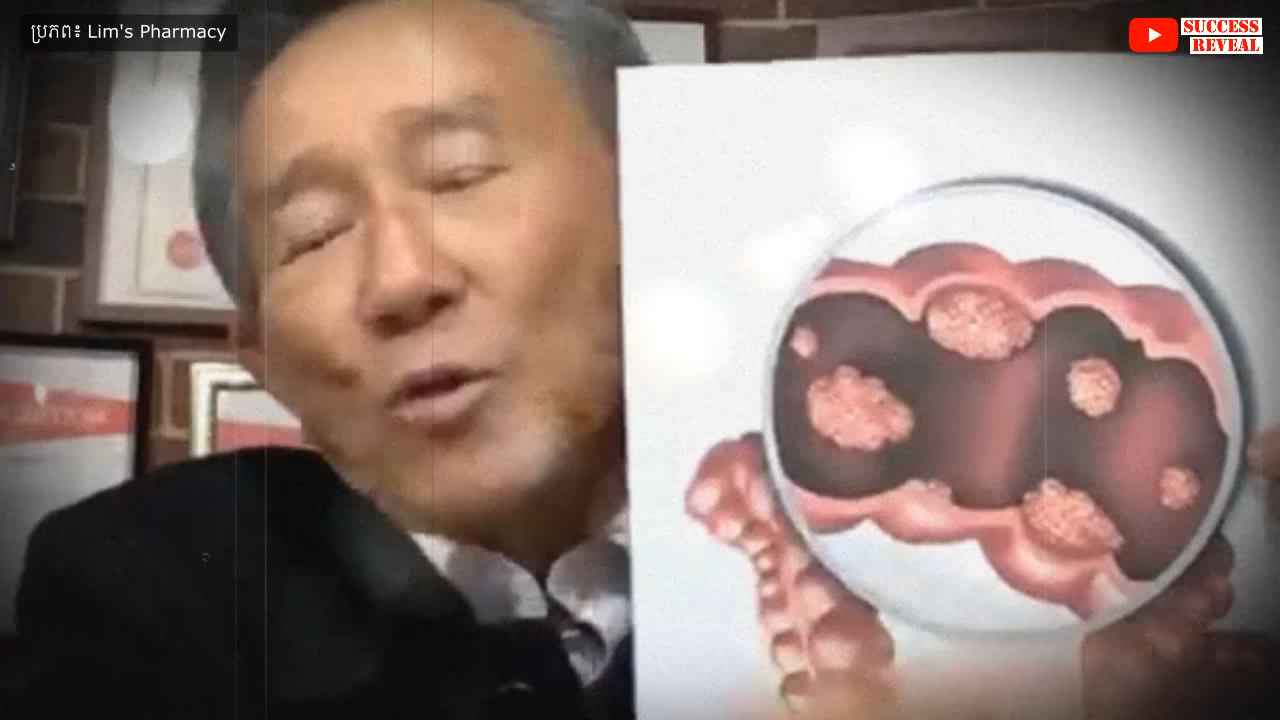 ប្រភព៖ Lim's Pharmacy
SUCCESS
REVEAL